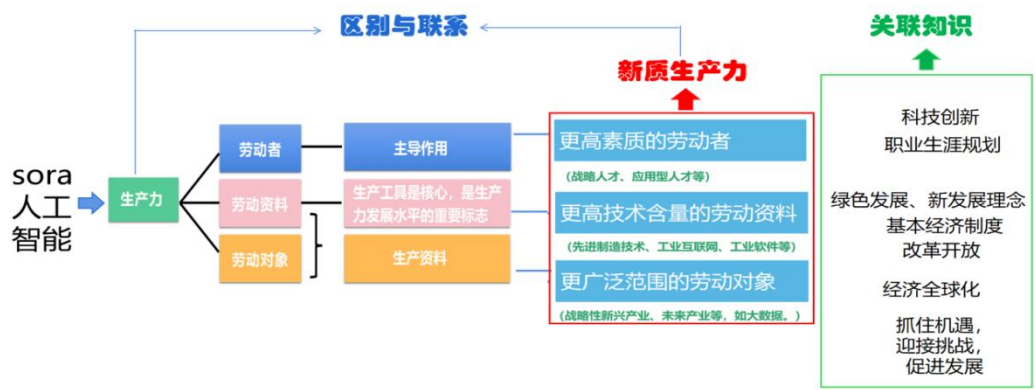 区别与联系
关联知识
新质生产力
sora
人工
智能
生产力
劳动者
主导作用
更高素质的劳动者
(战略人才、应用型人才等)
劳动资料
生产工具是核心，是生产
力发展水平的重要标志
更高技术含量的劳动资料
(先进制造技术、工业互联网、工业软件等)
劳动对象
生产资料
更广泛范围的劳动对象
(战略性新兴产业、未来产业等，如大数据。)
科技创新
职业生涯规划
绿色发展、新发展理念
基本经济制度
改革开放
经济全球化
抓住机遇，
迎接挑战，
促进发展